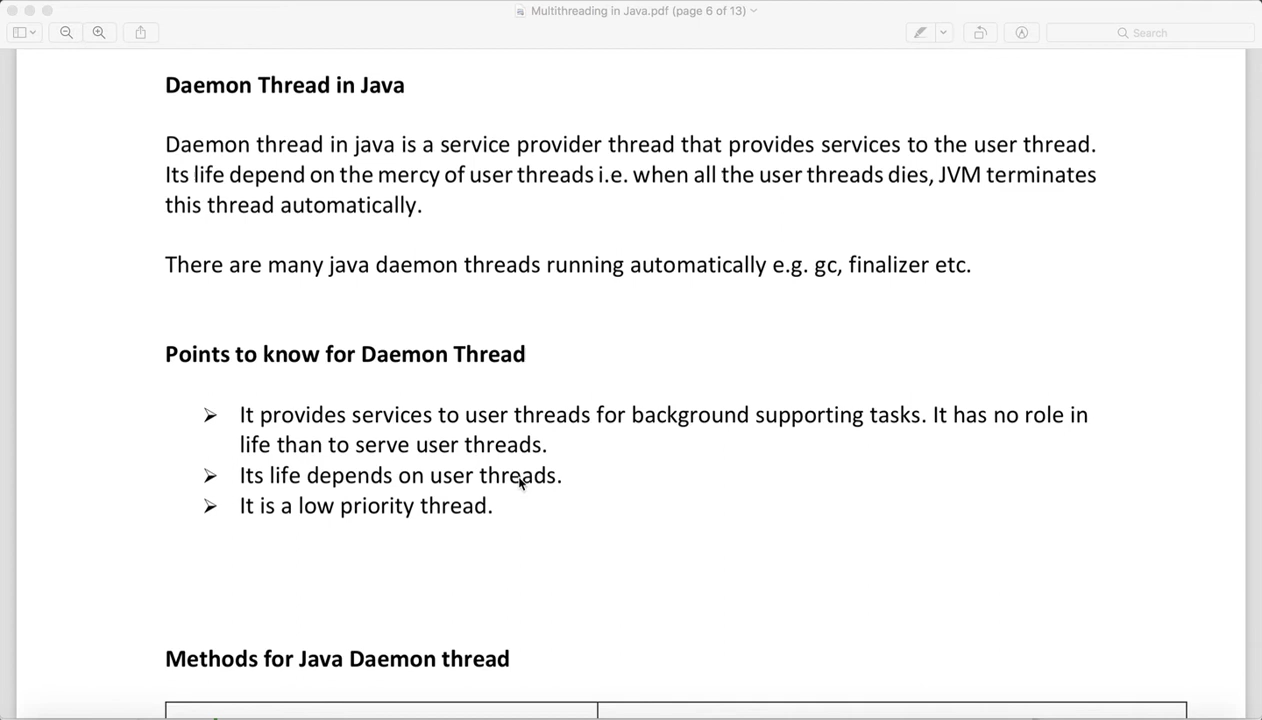 Multithreading in Java.pdf (page 6 of 13)
Search
Daemon Thread in Java
Daemon thread in java is a service provider thread that provides services to the user thread.
Its life depend on the mercy of user threads i.e. when all the user threads dies, JVM terminates
this thread automatically.
There are many java daemon threads running automatically e.g. gc, finalizer etc.
Points to know for Daemon Thread
➢ It provides services to user threads for background supporting tasks. It has no role in
life than to serve user threads.
➢ Its life depends on user threads.
➢ It is a low priority thread.
Methods for Java Daemon thread